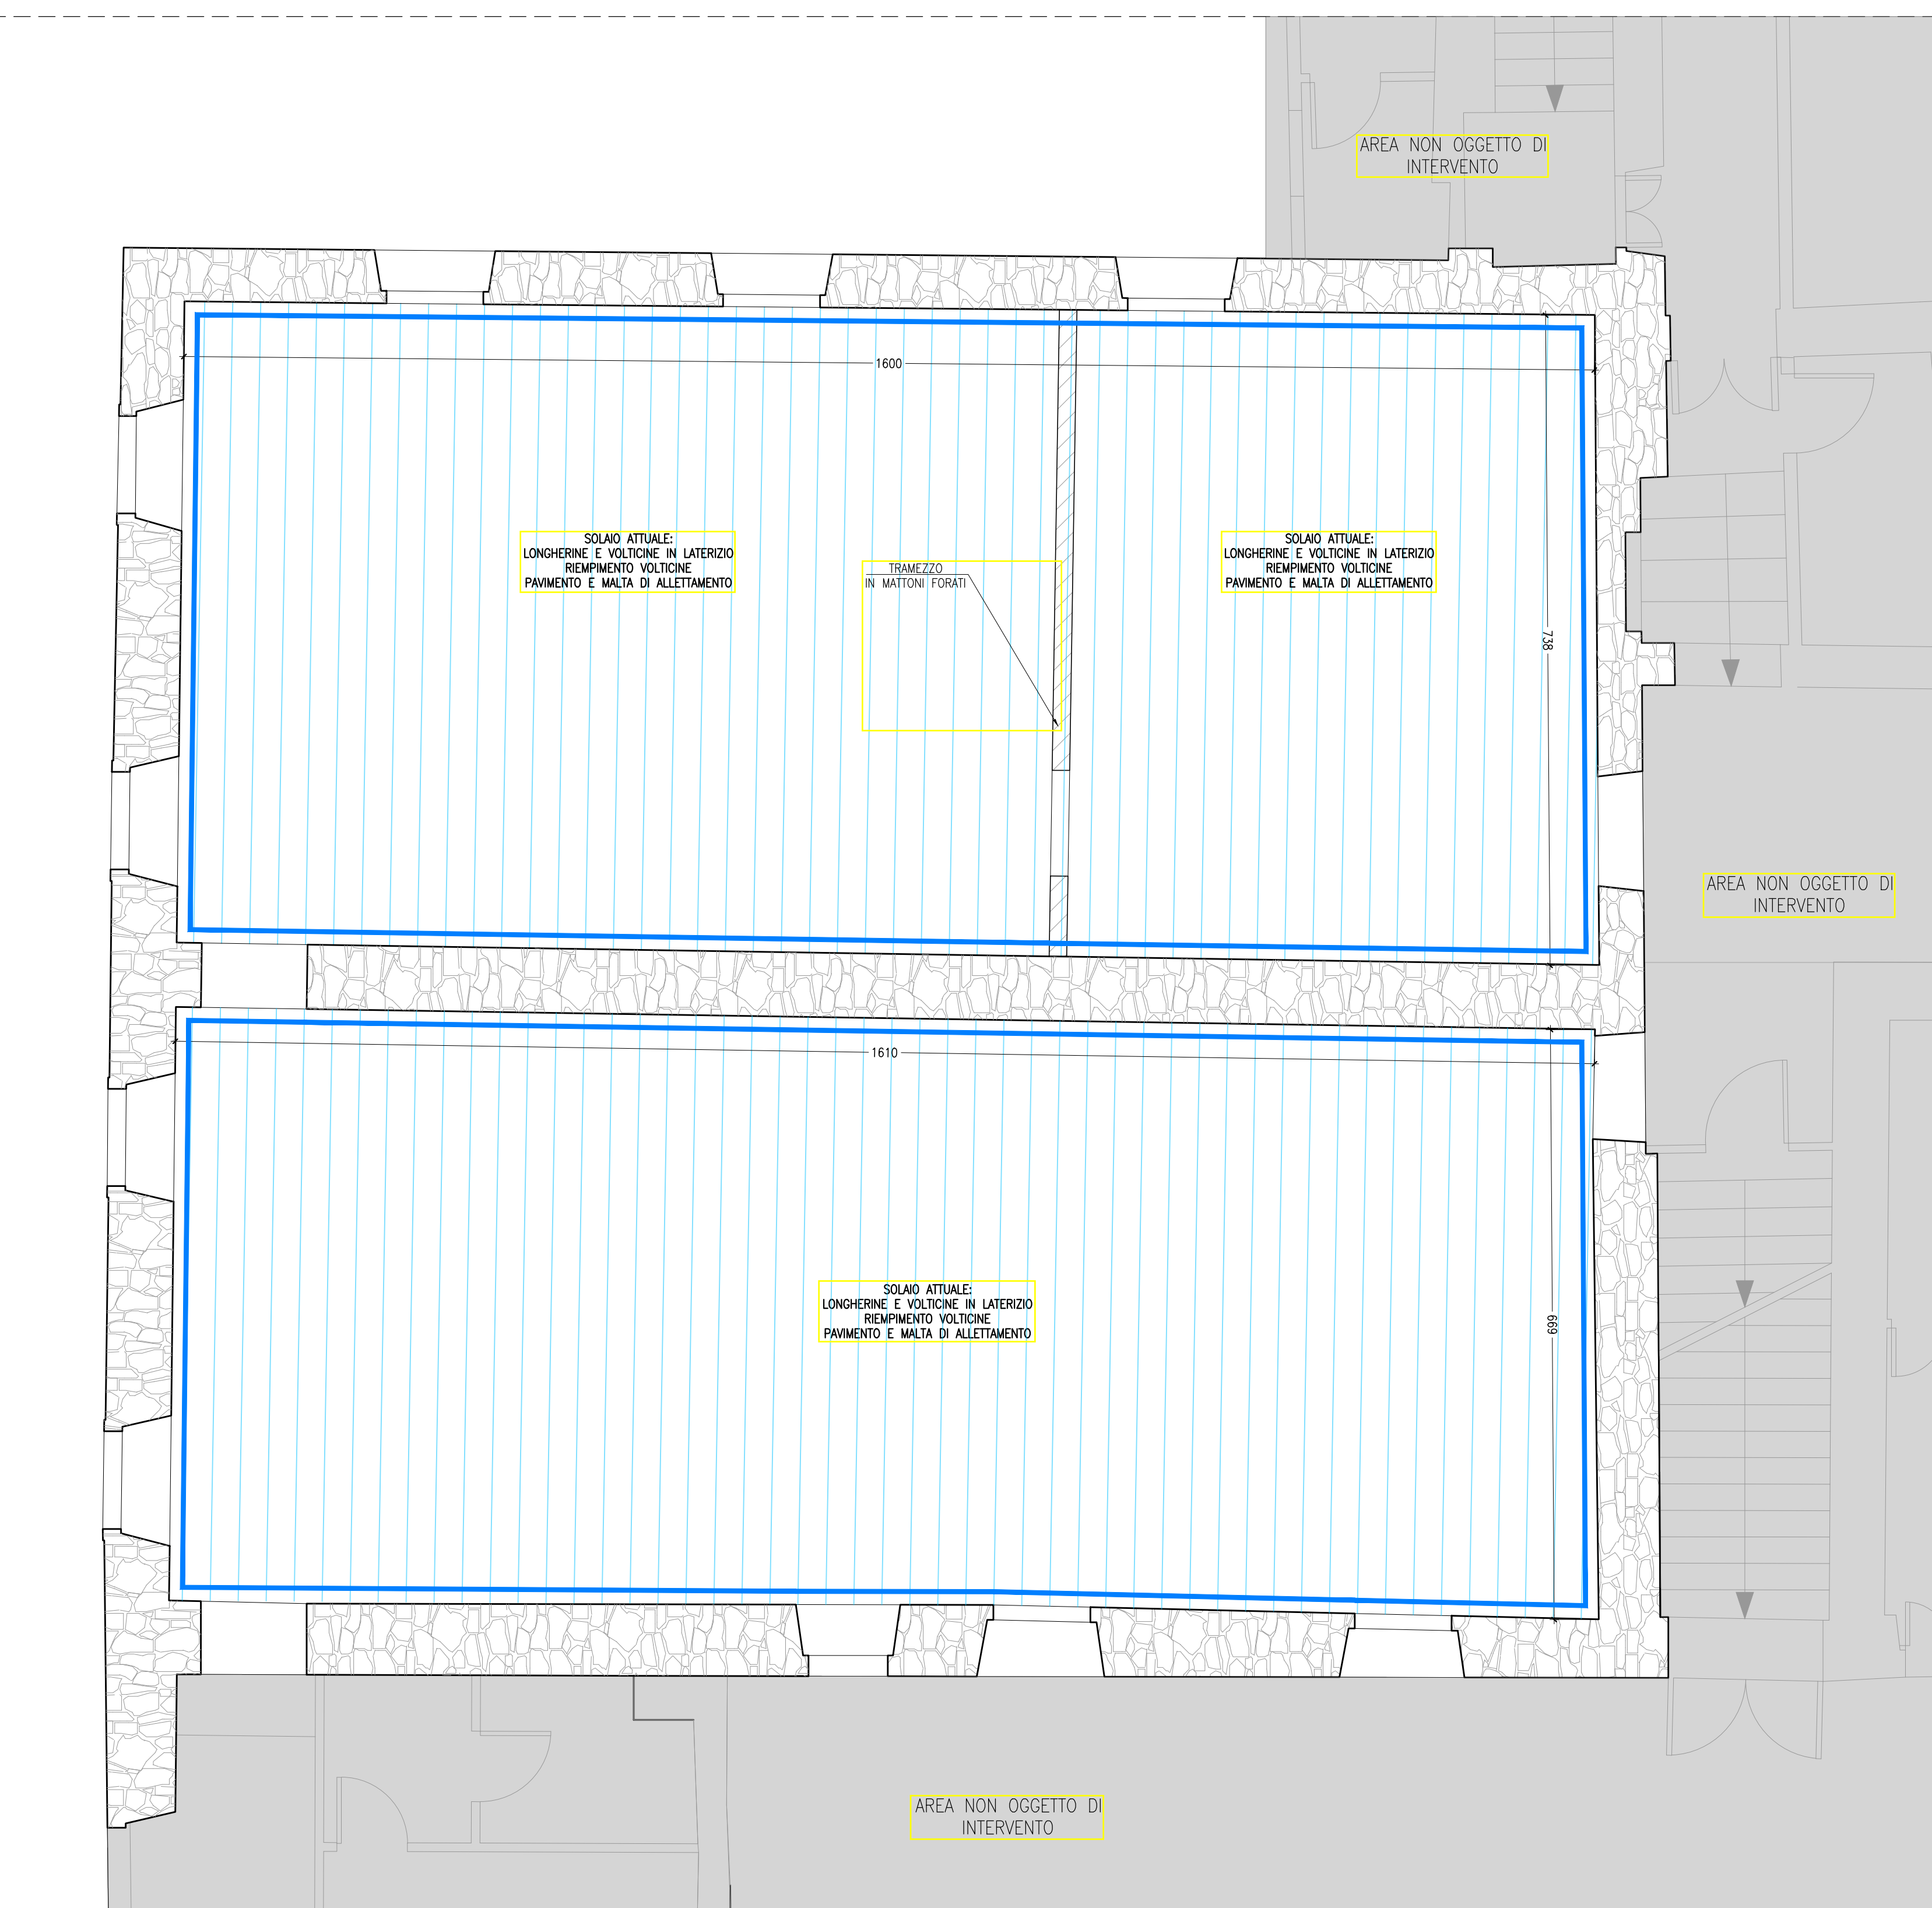 AREA NON OGGETTO DI
INTERVENTO
1600
SOLAIO ATTUALE:
LONGHERINE E VOLTICINE IN LATERIZIO
RIEMPIMENTO VOLTICINE
PAVIMENTO E MALTA DI ALLETTAMENTO
TRAMEZZO
IN MATTONI FORATI
SOLAIO ATTUALE:
LONGHERINE E VOLTICINE IN LATERIZIO
RIEMPIMENTO VOLTICINE
PAVIMENTO E MALTA DI ALLETTAMENTO
738
AREA NON OGGETTO DI
INTERVENTO
1610
SOLAIO ATTUALE:
LONGHERINE E VOLTICINE IN LATERIZIO
RIEMPIMENTO VOLTICINE
PAVIMENTO E MALTA DI ALLETTAMENTO
669
AREA NON OGGETTO DI
INTERVENTO